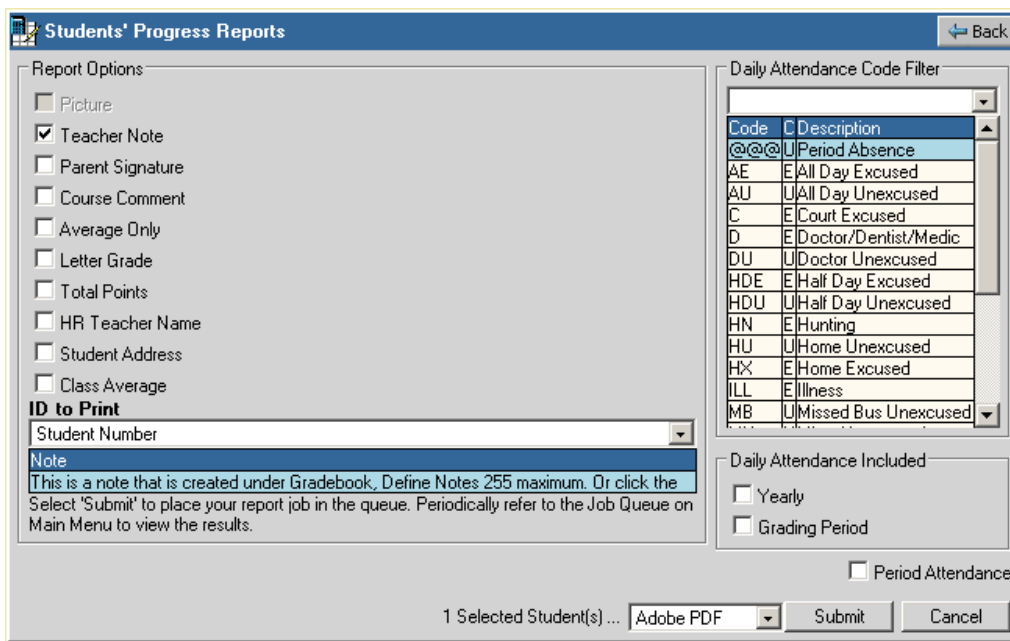 Students' Progress Reports
Back
Report Options
Picture
Teacher Note
Parent Signature
Course Comment
Average Only
Letter Grade
Total Points
HR Teacher Name
Student Address
Class Average
ID to Print
Student Number
Note
This is a note that is created under Gradebook, Define Notes 255 maximum. Or click the
Select 'Submit' to place your report job in the queue. Periodically refer to the Job Queue on
Main Menu to view the results.
Daily Attendance Code Filter
Code C Description
@@@ U Period Absence
AE E All Day Excused
AU U All Day Unexcused
C E Court Excused
D E Doctor/Dentist/Medic
DU U Doctor Unexcused
HDE E Half Day Excused
HDU U Half Day Unexcused
HN E Hunting
HU U Home Unexcused
HX E Home Excused
ILL E Illness
MB U Missed Bus Unexcused
Daily Attendance Included
Yearly
Grading Period
Period Attendance
1 Selected Student(s) ... Adobe PDF Submit Cancel